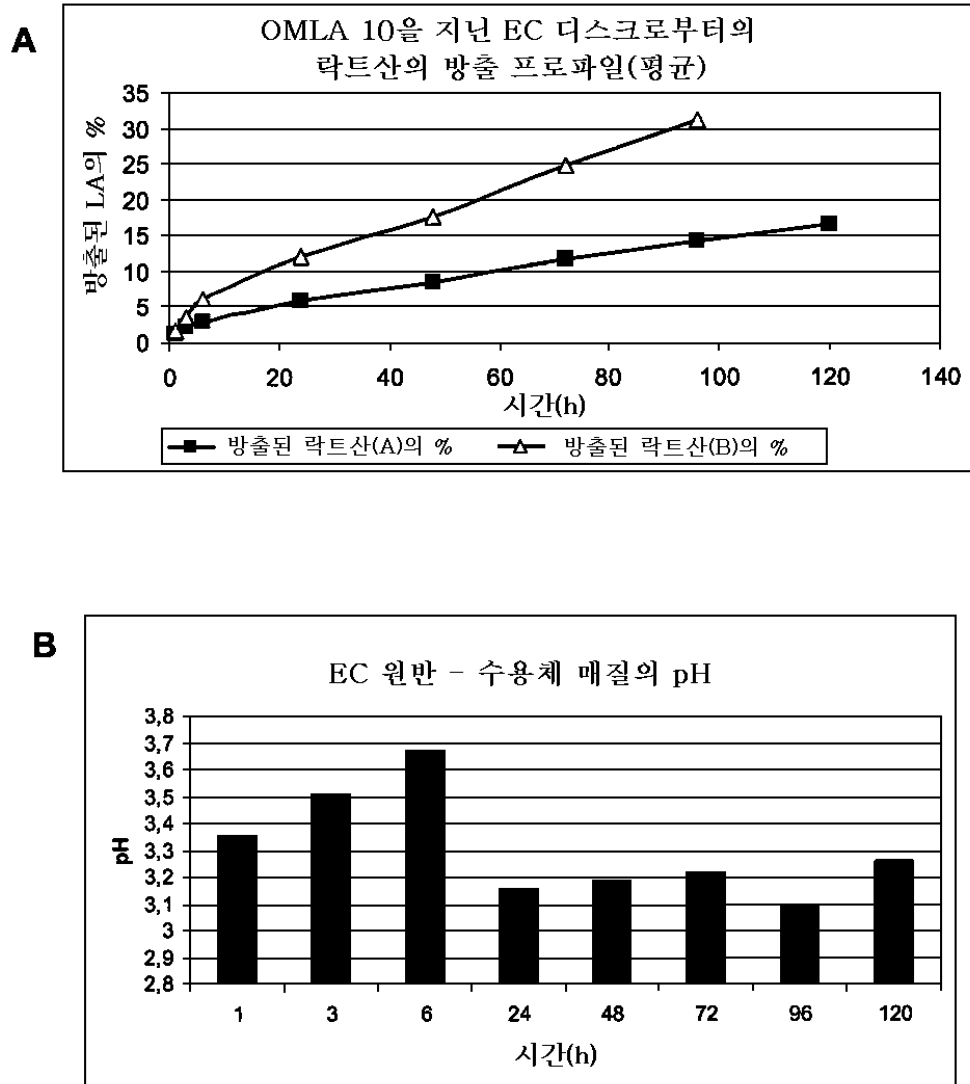 A
OMLA 10을 지닌 EC 디스크로부터의
락트산의 방출 프로파일(평균)
방출된 LA의 %
35
30
25
20
15
10
5
0
0 20 40 60 80 100 120 140
시간(h)
방출된 락트산(A)의 % 방출된 락트산(B)의 %
B
EC 원반 - 수용체 매질의 pH
pH
3,8
3,7
3,6
3,5
3,4
3,3
3,2
3,1
3
2,9
2,8
1 3 6 24 48 72 96 120
시간(h)